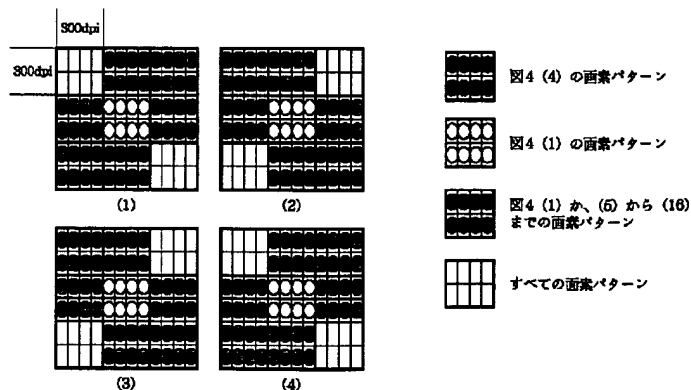 300dpi
300dpi
(1)
(2)
(3)
(4)
図4 (4) の画素パターン
図4 (1) の画素パターン
図4 (1) か、(5) から (16)
までの画素パターン
すべての画素パターン